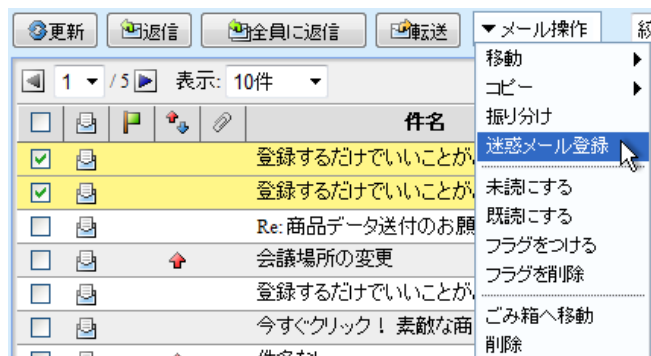 更新 返信 全員に返信 転送 ▼メール操作
移動
1 / 5 表示: 10件
コピー
振り分け
件名
迷惑メール登録
登録するだけでいいことが
登録するだけでいいことが
未読にする
既読にする
Re: 商品データ送付のお願
フラグをつける
会議場所の変更
フラグを削除
登録するだけでいいことが
ごみ箱へ移動
今すぐクリック! 素敵な商
削除